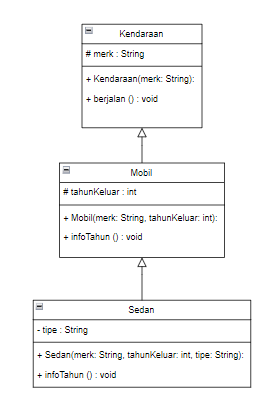 Kendaraan
# merk : String
+ Kendaraan(merk: String):
+ berjalan () : void
Mobil
# tahunKeluar : int
+ Mobil(merk: String, tahunKeluar: int):
+ infoTahun () : void
Sedan
- tipe : String
+ Sedan(merk: String, tahunKeluar: int, tipe: String):
+ infoTahun () : void